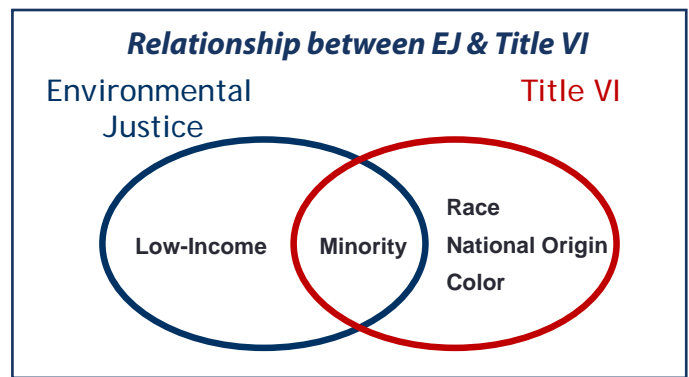 Relationship between EJ & Title VI
Environmental
Justice
Title VI
Low-Income
Minority
Race
National Origin
Color